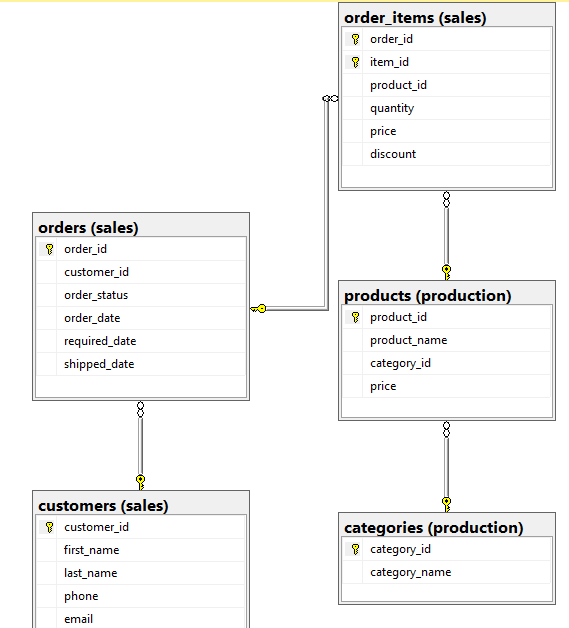 order_items (sales)
order_id
item_id
product_id
quantity
price
discount
orders (sales)
order_id
customer_id
order_status
order_date
required_date
shipped_date
products (production)
product_id
product_name
category_id
price
customers (sales)
customer_id
first_name
last_name
phone
email
categories (production)
category_id
category_name